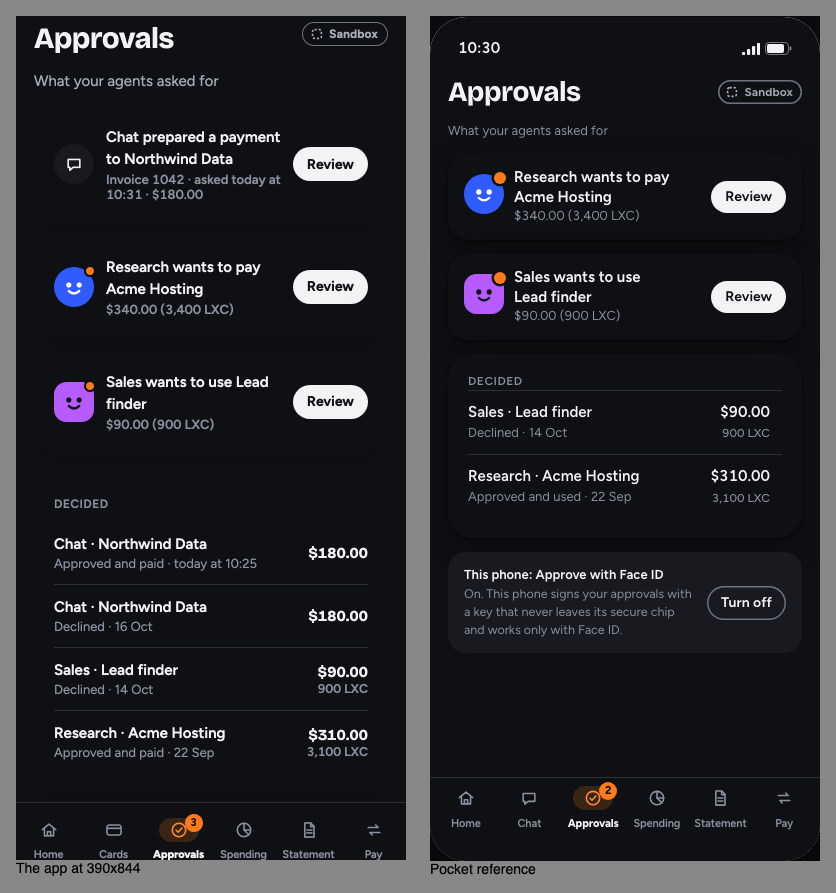 Approvals
Sandbox
What your agents asked for
Chat prepared a payment
to Northwind Data
Invoice 1042 · asked today at
10:31 · $180.00
Review
Research wants to pay
Acme Hosting
$340.00 (3,400 LXC)
Review
Sales wants to use Lead
finder
$90.00 (900 LXC)
Review
DECIDED
Chat · Northwind Data
Approved and paid · today at 10:25
$180.00
Chat · Northwind Data
Declined · 16 Oct
$180.00
Sales · Lead finder
Declined · 14 Oct
$90.00
900 LXC
Research · Acme Hosting
Approved and paid · 22 Sep
$310.00
3,100 LXC
3
Home
Cards
Approvals
Spending
Statement
Pay
The app at 390x844
10:30
Approvals
Sandbox
What your agents asked for
Research wants to pay
Acme Hosting
$340.00 (3,400 LXC)
Review
Sales wants to use
Lead finder
$90.00 (900 LXC)
Review
DECIDED
Sales · Lead finder
Declined · 14 Oct
$90.00
900 LXC
Research · Acme Hosting
Approved and used · 22 Sep
$310.00
3,100 LXC
This phone: Approve with Face ID
On. This phone signs your approvals with
a key that never leaves its secure chip
and works only with Face ID.
Turn off
2
Home
Chat
Approvals
Spending
Statement
Pay
Pocket reference